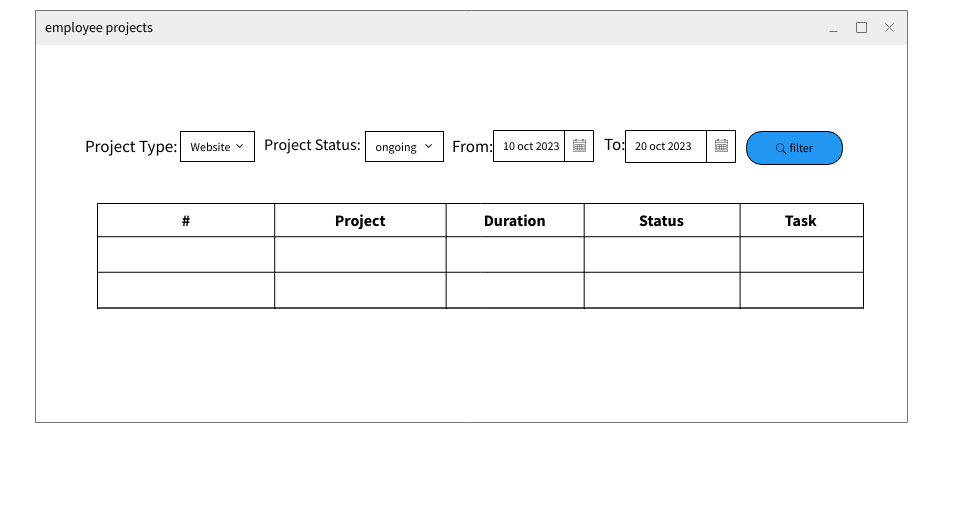 employee projects
Project Type: Website Project Status: ongoing From: 10 oct 2023 To: 20 oct 2023 filter
# Project Duration Status Task